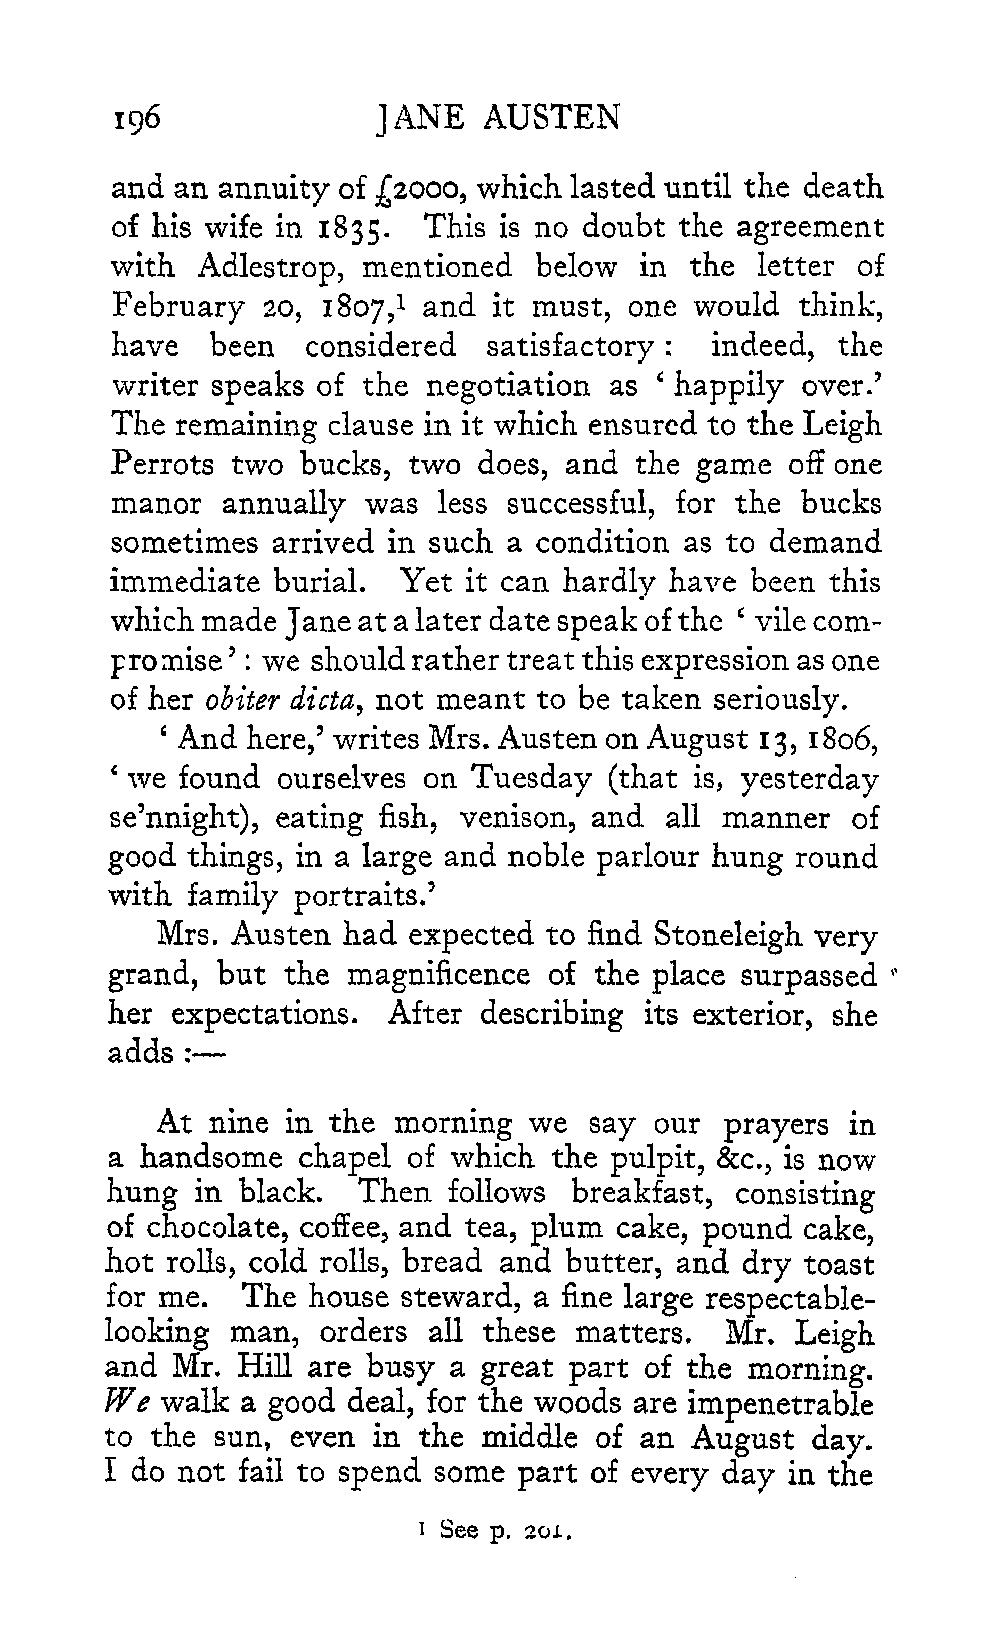 196 JANE AUSTEN
and an annuity of £2000, which lasted until the death
of his wife in 1835. This is no doubt the agreement
with Adlestrop, mentioned below in the letter of
February 20, 1807,¹ and it must, one would think,
have been considered satisfactory : indeed, the
writer speaks of the negotiation as ‘ happily over.’
The remaining clause in it which ensured to the Leigh
Perrots two bucks, two does, and the game off one
manor annually was less successful, for the bucks
sometimes arrived in such a condition as to demand
immediate burial. Yet it can hardly have been this
which made Jane at a later date speak of the ‘ vile com-
promise ’ : we should rather treat this expression as one
of her obiter dicta, not meant to be taken seriously.
‘ And here,’ writes Mrs. Austen on August 13, 1806,
‘ we found ourselves on Tuesday (that is, yesterday
se’nnight), eating fish, venison, and all manner of
good things, in a large and noble parlour hung round
with family portraits.’
Mrs. Austen had expected to find Stoneleigh very
grand, but the magnificence of the place surpassed
her expectations. After describing its exterior, she
adds :—
At nine in the morning we say our prayers in
a handsome chapel of which the pulpit, &c., is now
hung in black. Then follows breakfast, consisting
of chocolate, coffee, and tea, plum cake, pound cake,
hot rolls, cold rolls, bread and butter, and dry toast
for me. The house steward, a fine large respectable-
looking man, orders all these matters. Mr. Leigh
and Mr. Hill are busy a great part of the morning.
We walk a good deal, for the woods are impenetrable
to the sun, even in the middle of an August day.
I do not fail to spend some part of every day in the
¹ See p. 201.